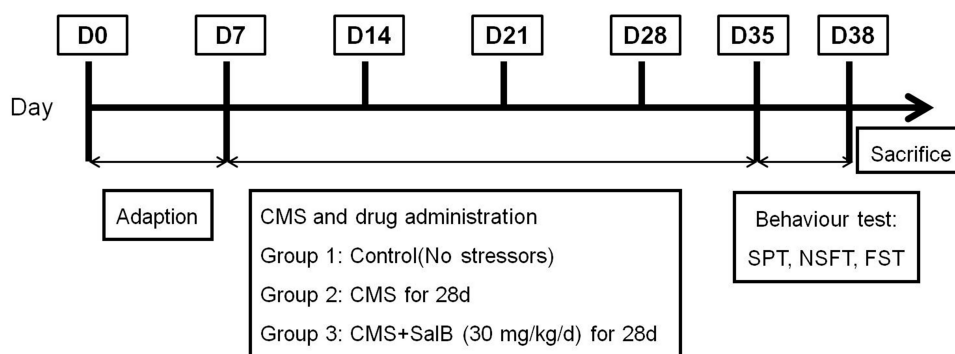 D0 D7 D14 D21 D28 D35 D38
Day
Sacrifice
Adaption
CMS and drug administration
Group 1: Control(No stressors)
Group 2: CMS for 28d
Group 3: CMS+SalB (30 mg/kg/d) for 28d
Behaviour test:
SPT, NSFT, FST